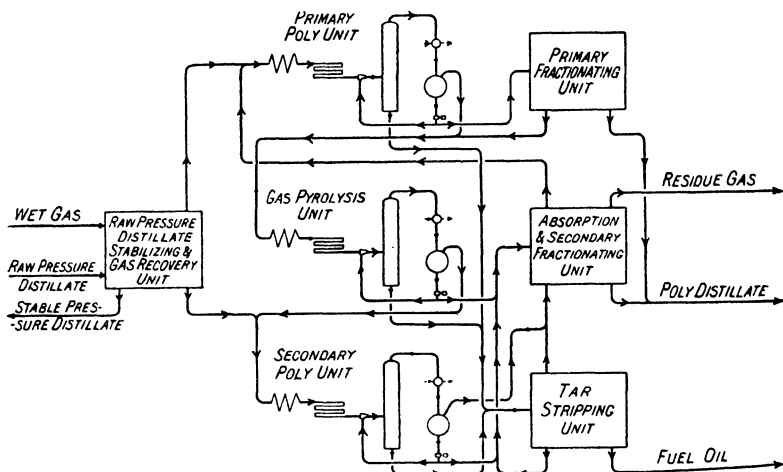 PRIMARY
POLY UNIT
PRIMARY
FRACTIONATING
UNIT
RESIDUE GAS
WET GAS
GAS PYROLYSIS
UNIT
RAW PRESSURE
DISTILLATE
STABILIZING &
GAS RECOVERY
UNIT
ABSORPTION
& SECONDARY
FRACTIONATING
UNIT
RAW PRESSURE
DISTILLATE
POLY DISTILLATE
STABLE PRES-
-SURE DISTILLATE
SECONDARY
POLY UNIT
TAR
STRIPPING
UNIT
FUEL OIL